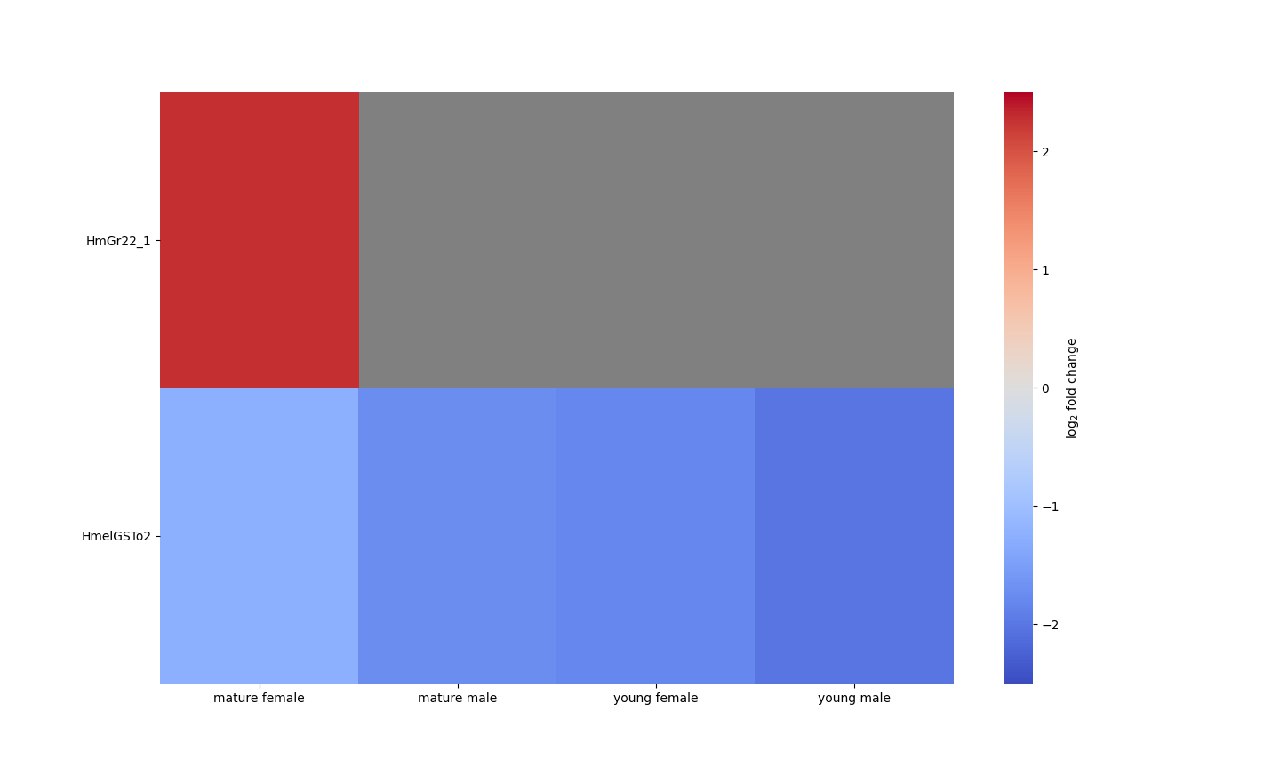 HmGr22_1
HmelGSTo2
mature female
mature male
young female
young male
2
1
0
−1
−2
log₂ fold change